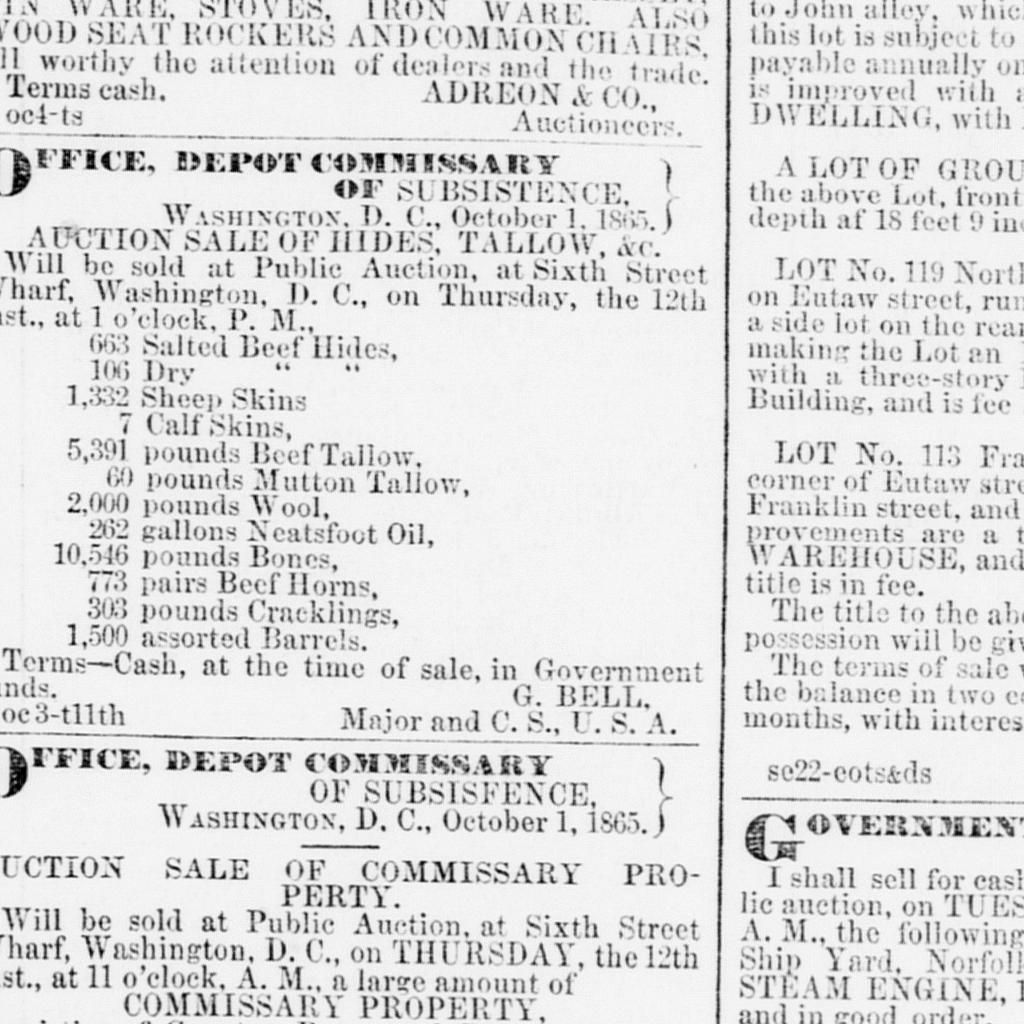 IN WARE, STOVES, IRON WARE. ALSO
WOOD SEAT ROCKERS AND COMMON CHAIRS,
ll worthy the attention of dealers and the trade.
Terms cash. ADREON & CO.,
oc4-ts Auctioneers.
OFFICE, DEPOT COMMISSARY
OF SUBSISTENCE,
WASHINGTON, D. C., October 1, 1865.
AUCTION SALE OF HIDES, TALLOW, &c.
Will be sold at Public Auction, at Sixth Street
Wharf, Washington, D. C., on Thursday, the 12th
nst., at 1 o'clock, P. M.,
663 Salted Beef Hides,
106 Dry " "
1,332 Sheep Skins
7 Calf Skins,
5,391 pounds Beef Tallow,
60 pounds Mutton Tallow,
2,000 pounds Wool,
262 gallons Neatsfoot Oil,
10,546 pounds Bones,
773 pairs Beef Horns,
303 pounds Cracklings,
1,500 assorted Barrels.
Terms—Cash, at the time of sale, in Government
unds. G. BELL,
oc3-t11th Major and C. S., U. S. A.
OFFICE, DEPOT COMMISSARY
OF SUBSISFENCE,
WASHINGTON, D. C., October 1, 1865.
UCTION SALE OF COMMISSARY PRO-
PERTY.
Will be sold at Public Auction, at Sixth Street
Wharf, Washington, D. C., on THURSDAY, the 12th
nst., at 11 o'clock, A. M., a large amount of
COMMISSARY PROPERTY,
to John alley, whic
this lot is subject to
payable annually on
is improved with a
DWELLING, with
A LOT OF GROU
the above Lot, front
depth af 18 feet 9 inc
LOT No. 119 North
on Eutaw street, run
a side lot on the rear
making the Lot an
with a three-story
Building, and is fee
LOT No. 113 Fra
corner of Eutaw stre
Franklin street, and
provements are a t
WAREHOUSE, and
title is in fee.
The title to the abo
possession will be giv
The terms of sale w
the balance in two e
months, with interes
se22-eots&ds
GOVERNMENT
I shall sell for cash
lic auction, on TUES
A. M., the following
Ship Yard, Norfolk
STEAM ENGINE, 1
and in good order.